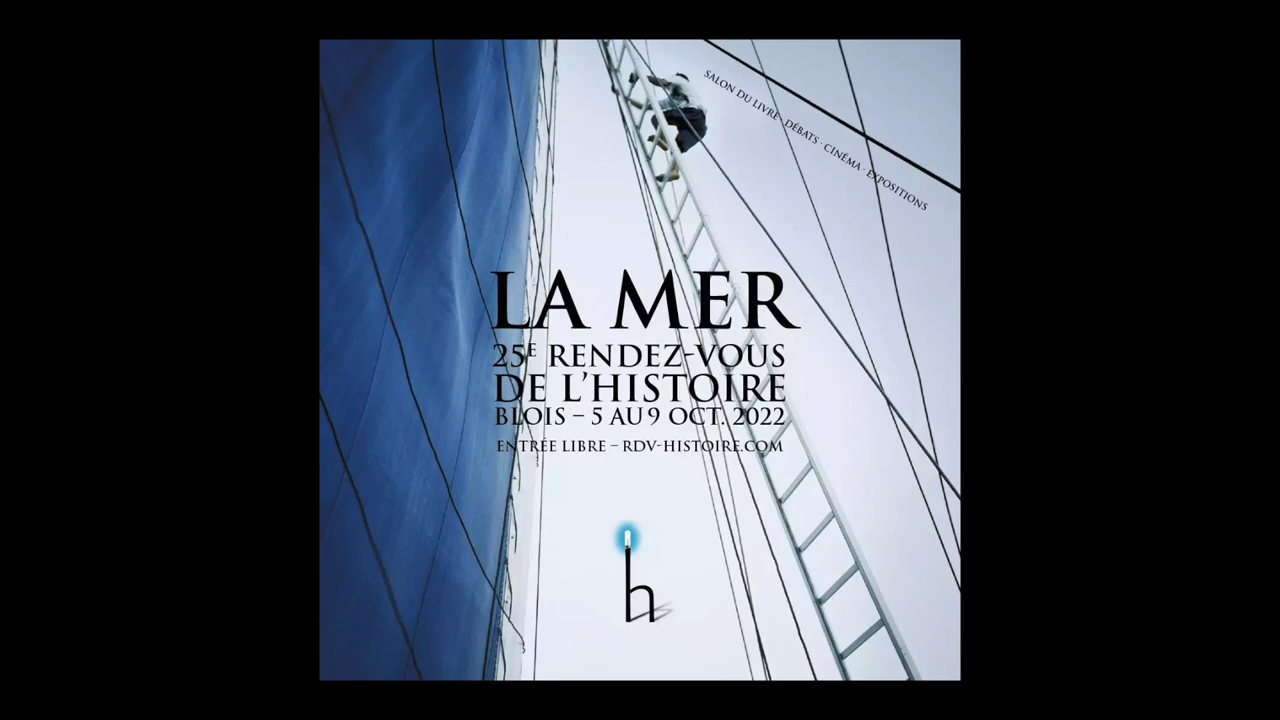 SALON DU LIVRE · DÉBATS · CINÉMA · EXPOSITIONS
LA MER
25E RENDEZ-VOUS
DE L'HISTOIRE
BLOIS – 5 AU 9 OCT. 2022
ENTRÉE LIBRE – RDV-HISTOIRE.COM
h